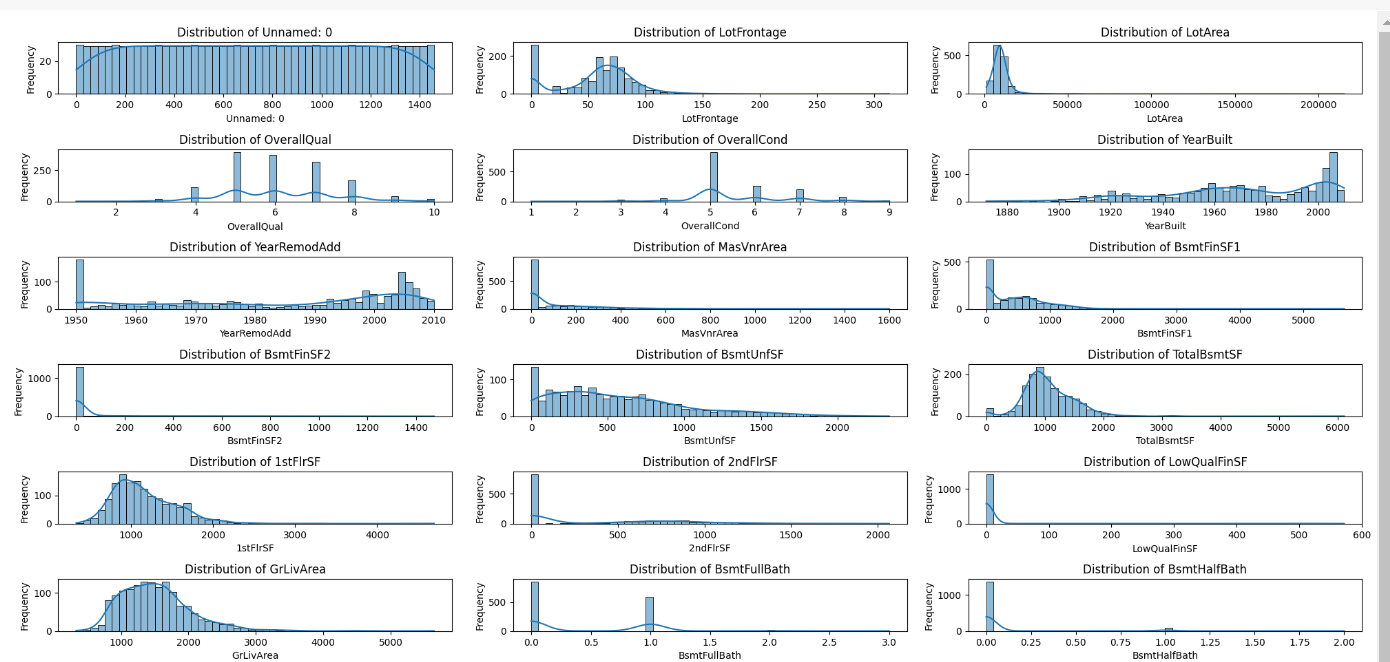 Distribution of Unnamed: 0
Distribution of LotFrontage
Distribution of LotArea
Frequency
20
0
0 200 400 600 800 1000 1200 1400
Unnamed: 0
Frequency
200
0
0 50 100 150 200 250 300
LotFrontage
Frequency
500
0
0 50000 100000 150000 200000
LotArea
Distribution of OverallQual
Distribution of OverallCond
Distribution of YearBuilt
Frequency
250
0
2 4 6 8 10
OverallQual
Frequency
500
0
1 2 3 4 5 6 7 8 9
OverallCond
Frequency
100
0
1880 1900 1920 1940 1960 1980 2000
YearBuilt
Distribution of YearRemodAdd
Distribution of MasVnrArea
Distribution of BsmtFinSF1
Frequency
100
0
1950 1960 1970 1980 1990 2000 2010
YearRemodAdd
Frequency
500
0
0 200 400 600 800 1000 1200 1400 1600
MasVnrArea
Frequency
500
0
0 1000 2000 3000 4000 5000
BsmtFinSF1
Distribution of BsmtFinSF2
Distribution of BsmtUnfSF
Distribution of TotalBsmtSF
Frequency
1000
0
0 200 400 600 800 1000 1200 1400
BsmtFinSF2
Frequency
100
0
0 500 1000 1500 2000
BsmtUnfSF
Frequency
200
0
0 1000 2000 3000 4000 5000 6000
TotalBsmtSF
Distribution of 1stFlrSF
Distribution of 2ndFlrSF
Distribution of LowQualFinSF
Frequency
100
0
1000 2000 3000 4000
1stFlrSF
Frequency
500
0
0 500 1000 1500 2000
2ndFlrSF
Frequency
1000
0
0 100 200 300 400 500 600
LowQualFinSF
Distribution of GrLivArea
Distribution of BsmtFullBath
Distribution of BsmtHalfBath
Frequency
100
0
1000 2000 3000 4000 5000
GrLivArea
Frequency
500
0
0.0 0.5 1.0 1.5 2.0 2.5 3.0
BsmtFullBath
Frequency
1000
0
0.00 0.25 0.50 0.75 1.00 1.25 1.50 1.75 2.00
BsmtHalfBath